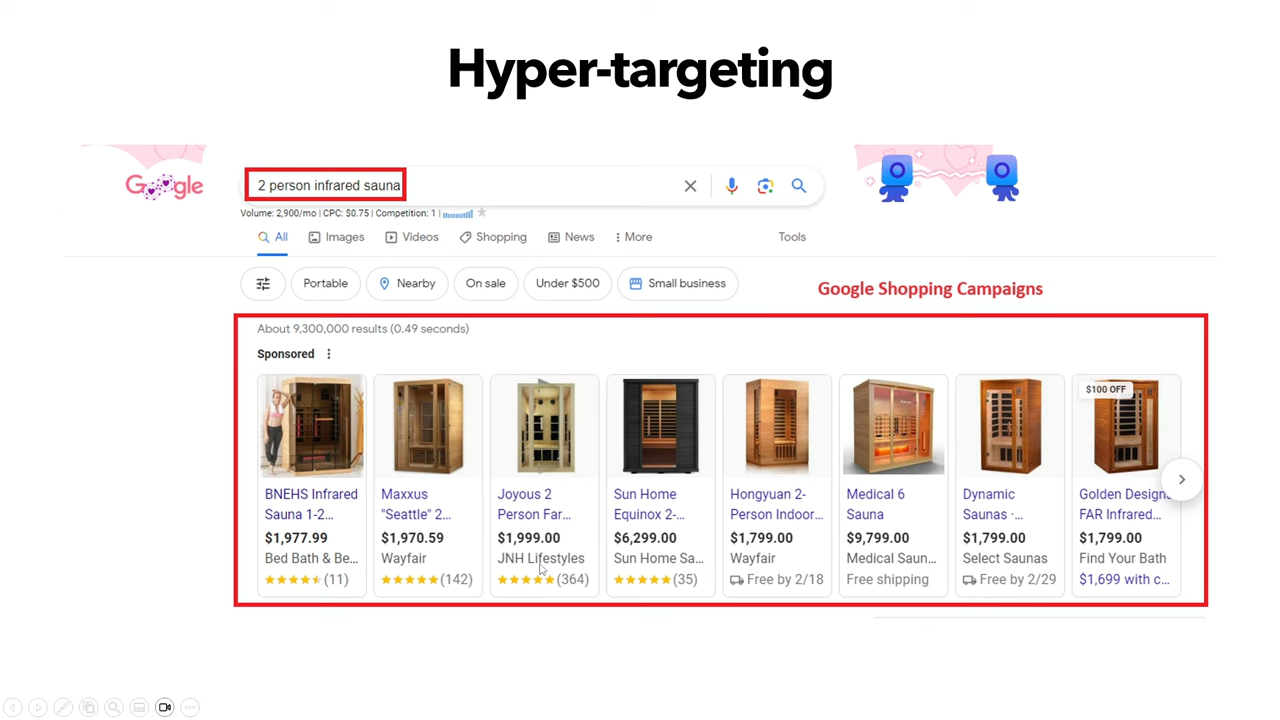 Hyper-targeting
Google
2 person infrared sauna
Volume: 2,900/mo | CPC: $0.75 | Competition: 1 |
All Images Videos Shopping News More Tools
Portable Nearby On sale Under $500 Small business
Google Shopping Campaigns
About 9,300,000 results (0.49 seconds)
Sponsored
$100 OFF
BNEHS Infrared
Sauna 1-2...
$1,977.99
Bed Bath & Be...
(11)
Maxxus
"Seattle" 2...
$1,970.59
Wayfair
(142)
Joyous 2
Person Far...
$1,999.00
JNH Lifestyles
(364)
Sun Home
Equinox 2-...
$6,299.00
Sun Home Sa...
(35)
Hongyuan 2-
Person Indoor...
$1,799.00
Wayfair
Free by 2/18
Medical 6
Sauna
$9,799.00
Medical Saun...
Free shipping
Dynamic
Saunas ·...
$1,799.00
Select Saunas
Free by 2/29
Golden Designs
FAR Infrared...
$1,799.00
Find Your Bath
$1,699 with c...